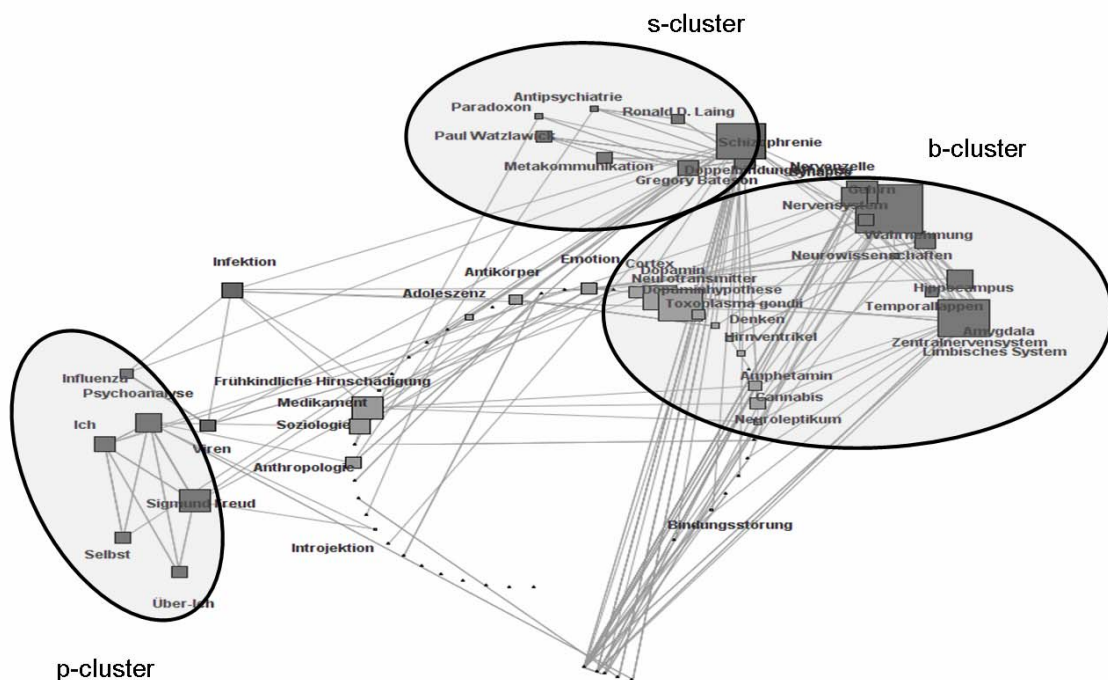 s-cluster
Antipsychiatrie
Paradoxon
Ronald D. Laing
Paul Watzlawick
Schizophrenie
b-cluster
Metakommunikation
Nervenzelle
Synapse
Gregory Bateson
Gehirn
Nervensystem
Wahrnehmung
Neurowissenschaften
Emotion
Cortex
Infektion
Antikörper
Dopamin
Neurotransmitter
Hippocampus
Adoleszenz
Dopaminhypothese
Toxoplasma gondii
Temporallappen
Denken
Amygdala
Hirnventrikel
Zentralnervensystem
Limbisches System
Influenza
Frühkindliche Hirnschädigung
Amphetamin
Psychoanalyse
Medikament
Cannabis
Ich
Soziologie
Neuroleptikum
Viren
Anthropologie
Sigmund Freud
Bindungsstörung
Introjektion
Selbst
Über-Ich
p-cluster